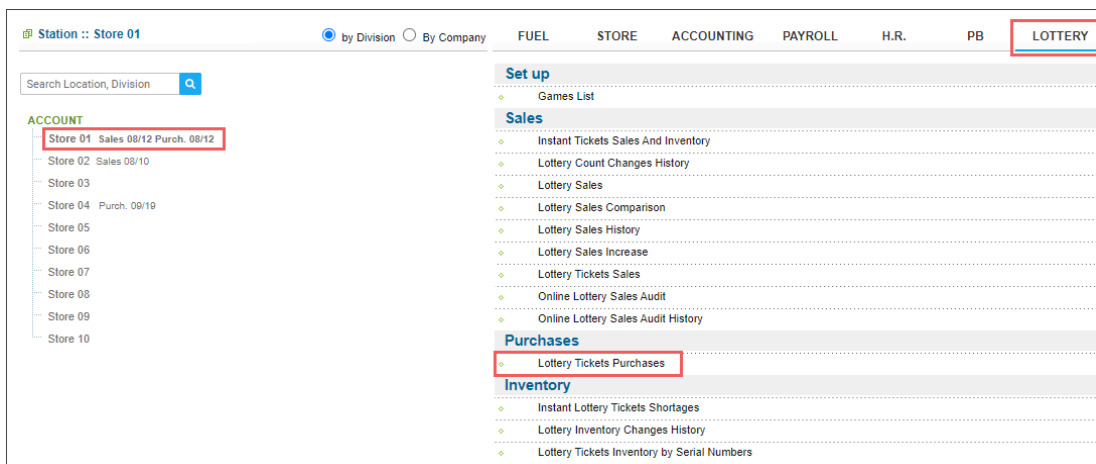 Station :: Store 01
by Division By Company
FUEL STORE ACCOUNTING PAYROLL H.R. PB LOTTERY
Search Location, Division
ACCOUNT
Store 01 Sales 08/12 Purch. 08/12
Store 02 Sales 08/10
Store 03
Store 04 Purch. 09/19
Store 05
Store 06
Store 07
Store 08
Store 09
Store 10
Set up
Games List
Sales
Instant Tickets Sales And Inventory
Lottery Count Changes History
Lottery Sales
Lottery Sales Comparison
Lottery Sales History
Lottery Sales Increase
Lottery Tickets Sales
Online Lottery Sales Audit
Online Lottery Sales Audit History
Purchases
Lottery Tickets Purchases
Inventory
Instant Lottery Tickets Shortages
Lottery Inventory Changes History
Lottery Tickets Inventory by Serial Numbers